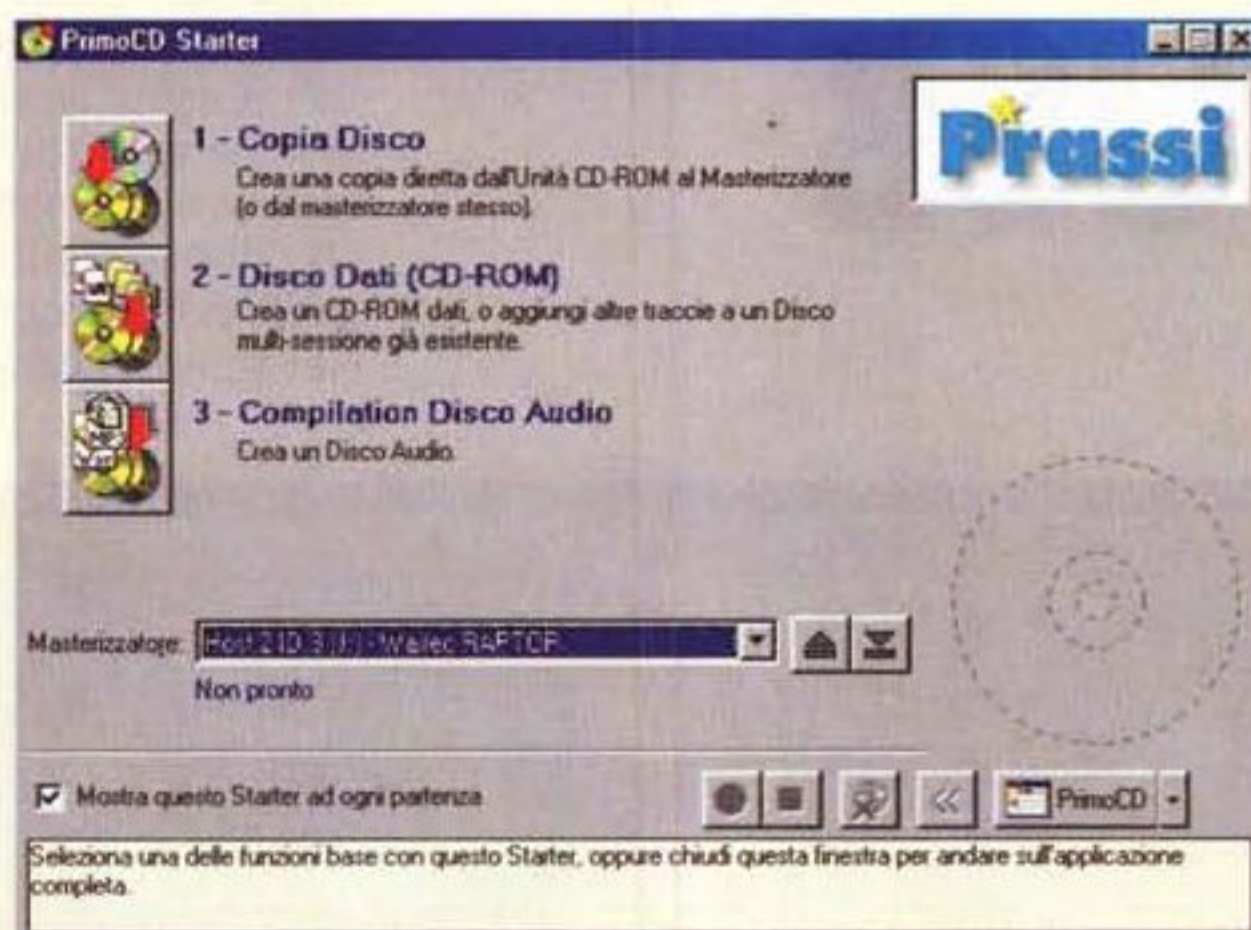 PrimoCD Starter
Prassi
1 - Copia Disco
Crea una copia diretta dall'Unità CD-ROM al Masterizzatore
(o dal masterizzatore stesso).
2 - Disco Dati (CD-ROM)
Crea un CD-ROM dati, o aggiungi altre traccie a un Disco
multi-sessione già esistente.
3 - Compilation Disco Audio
Crea un Disco Audio.
Masterizzatore:
Non pronto
Mostra questo Starter ad ogni partenza
PrimoCD
Seleziona una delle funzioni base con questo Starter, oppure chiudi questa finestra per andare sull'applicazione
completa.